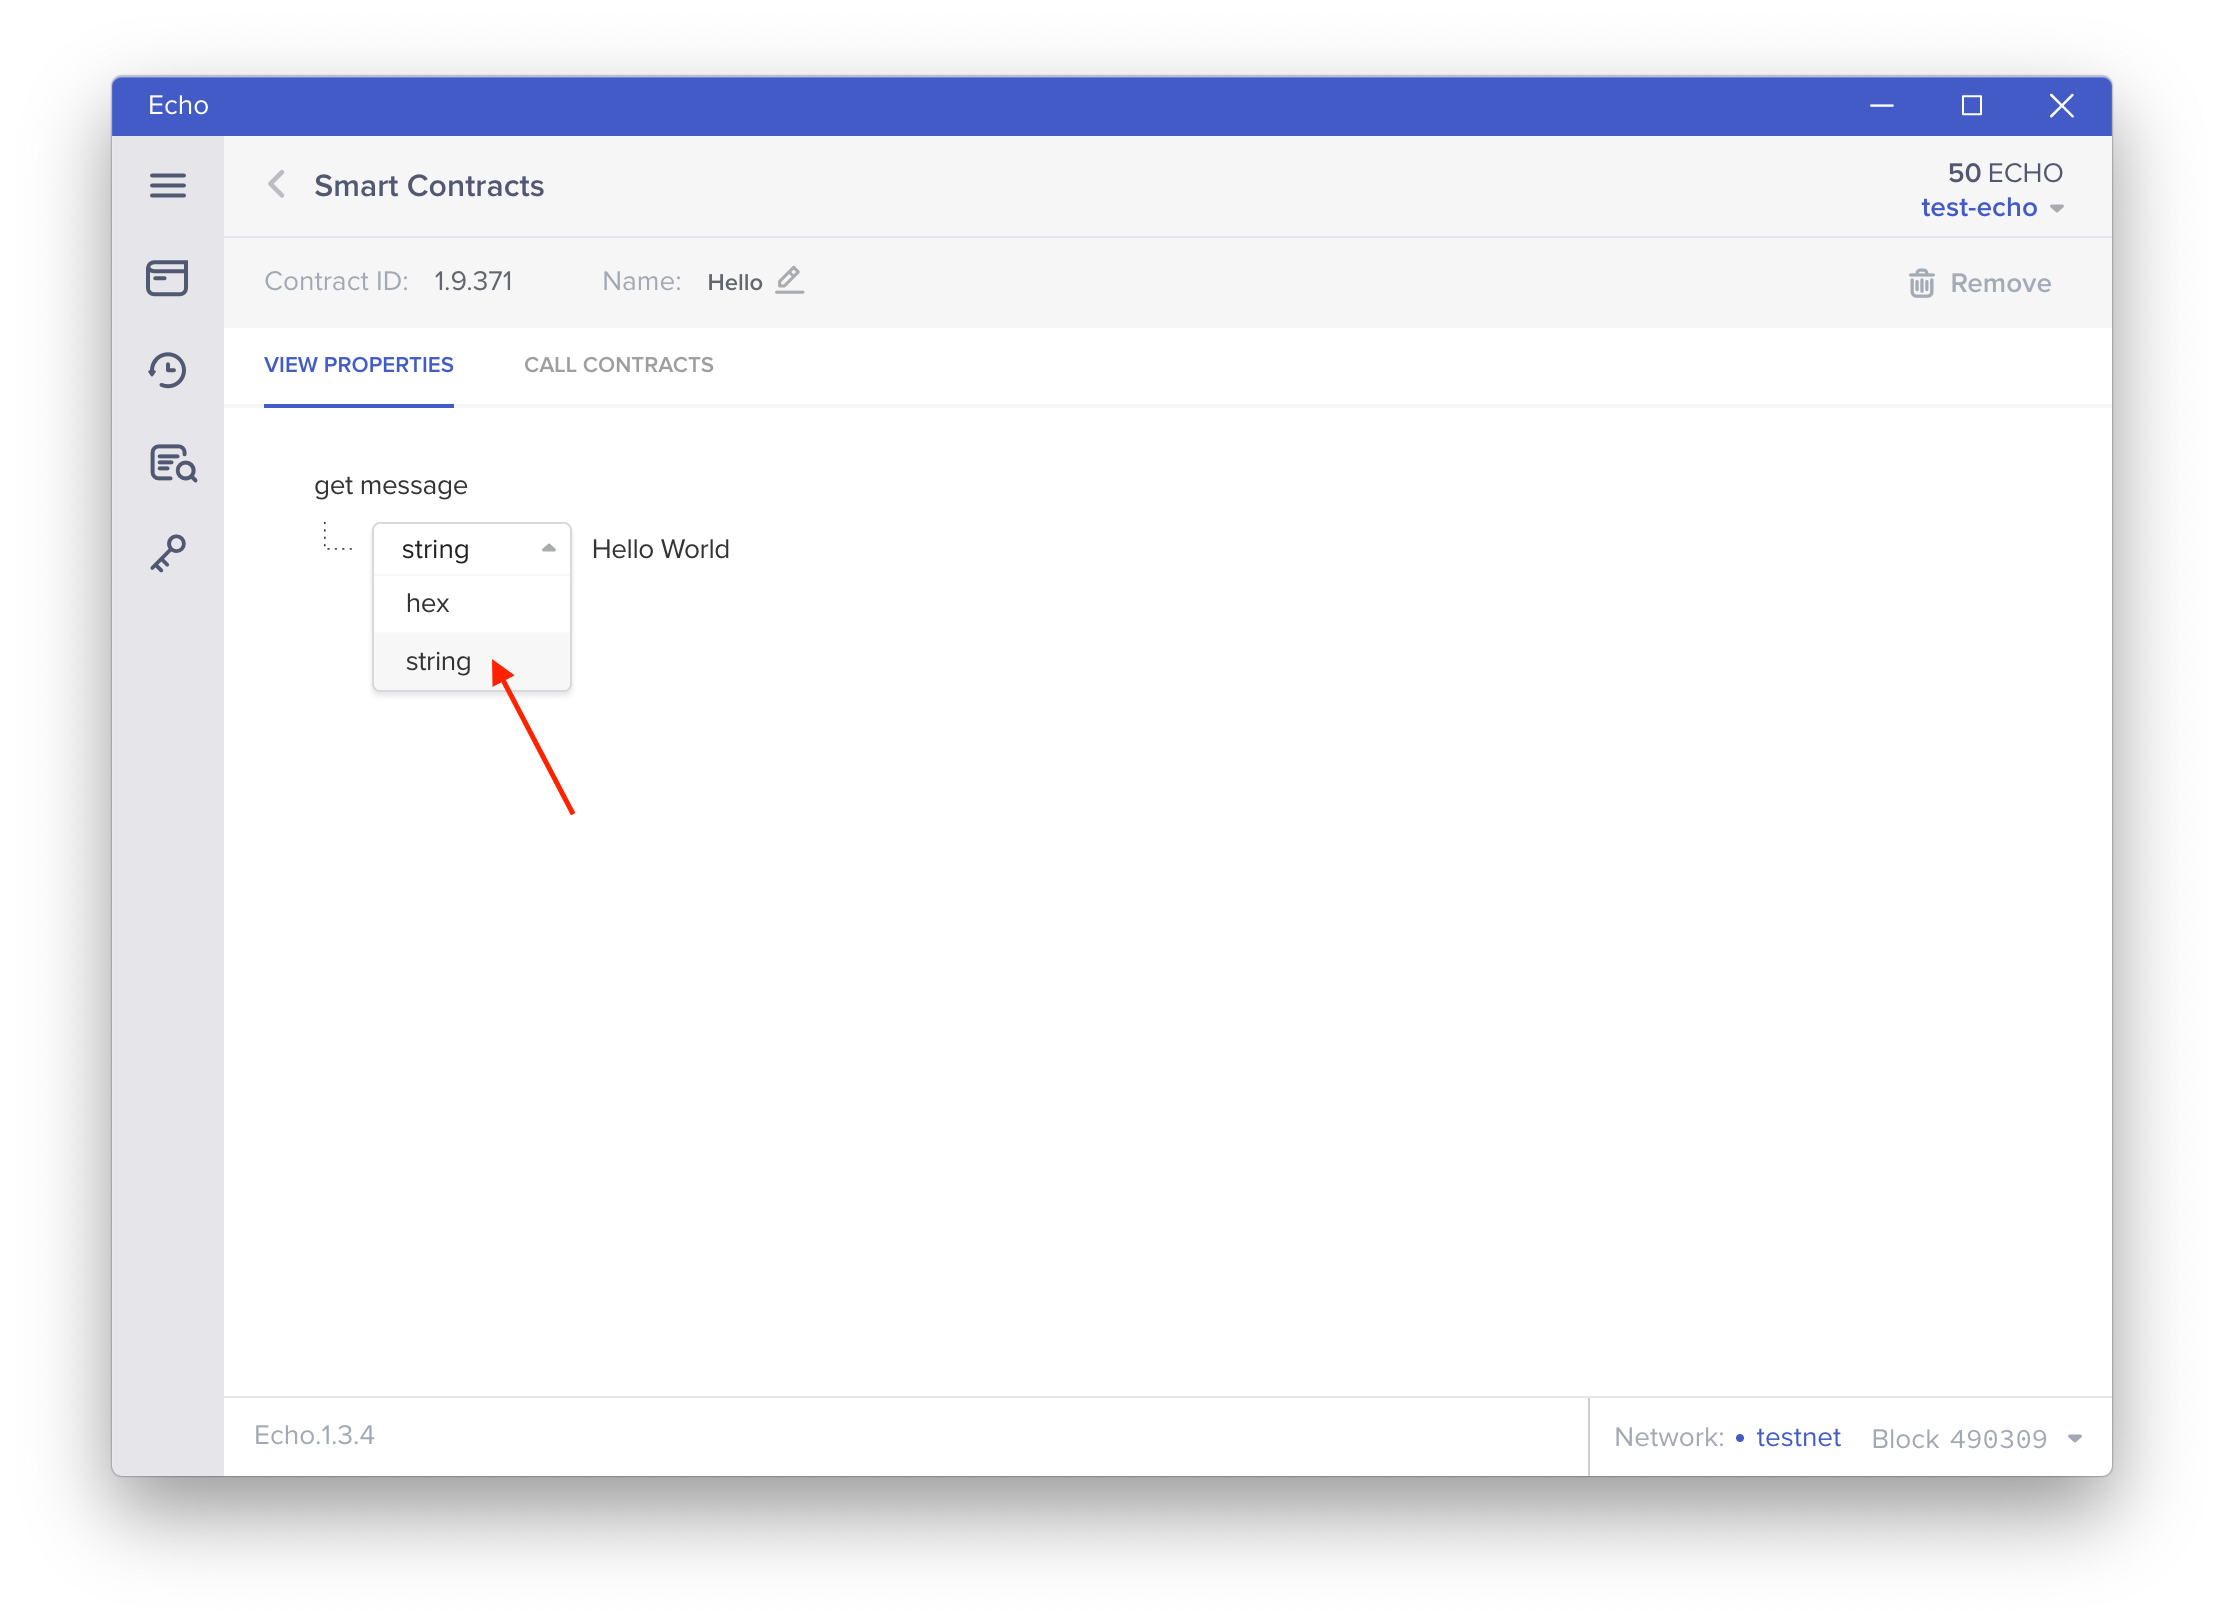 Echo
Smart Contracts
50 ECHO
test-echo
Contract ID: 1.9.371 Name: Hello Remove
VIEW PROPERTIES CALL CONTRACTS
get message
string Hello World
hex
string
Echo.1.3.4 Network: • testnet Block 490309